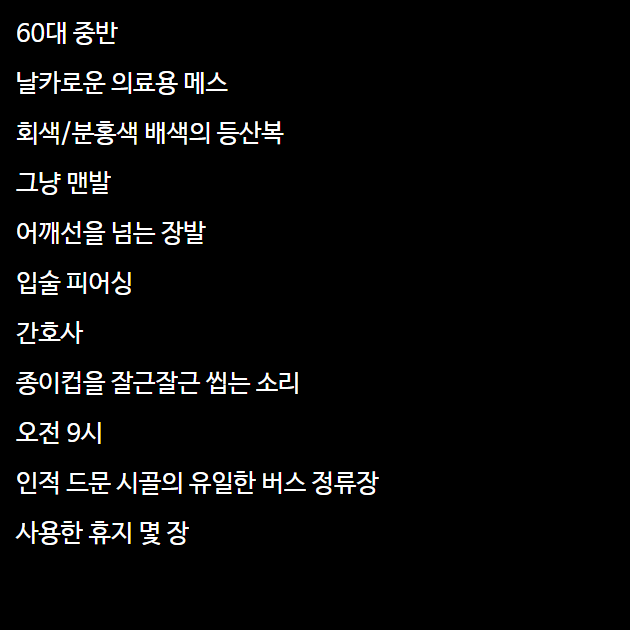 60대 중반
날카로운 의료용 메스
회색/분홍색 배색의 등산복
그냥 맨발
어깨선을 넘는 장발
입술 피어싱
간호사
종이컵을 잘근잘근 씹는 소리
오전 9시
인적 드문 시골의 유일한 버스 정류장
사용한 휴지 몇 장